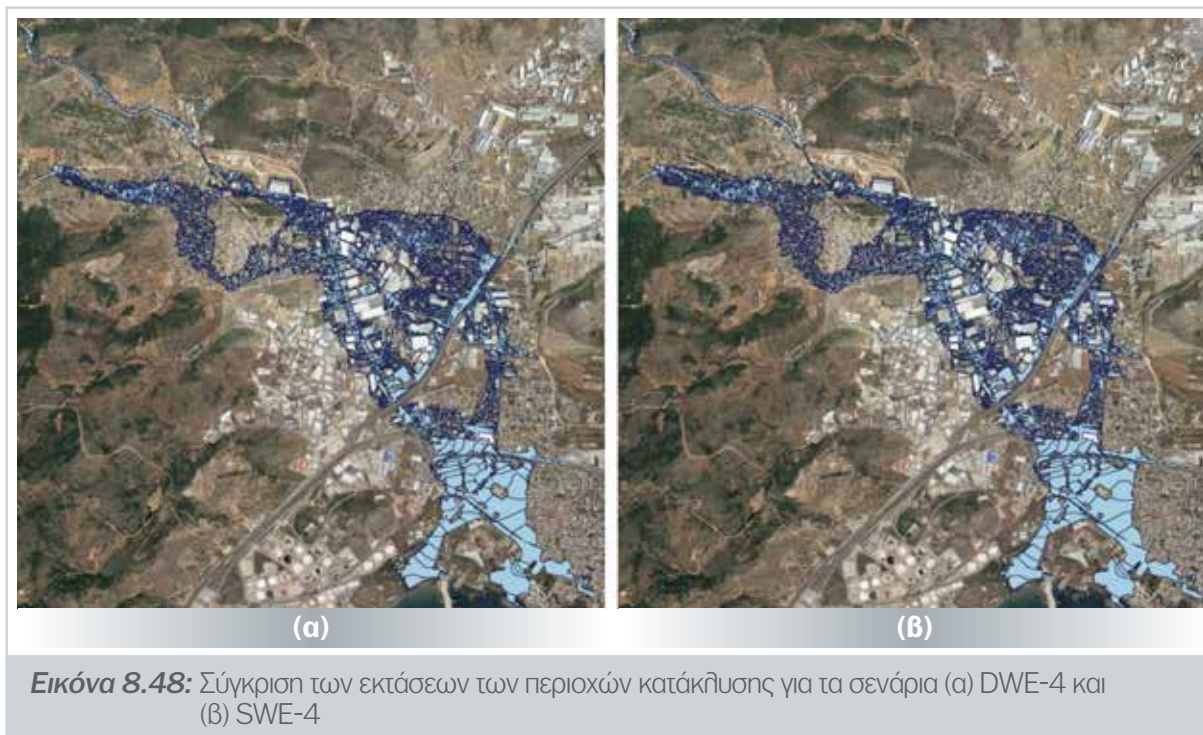 (α)
(β)
Εικόνα 8.48: Σύγκριση των εκτάσεων των περιοχών κατάκλυσης για τα σενάρια (α) DWE-4 και
(β) SWE-4